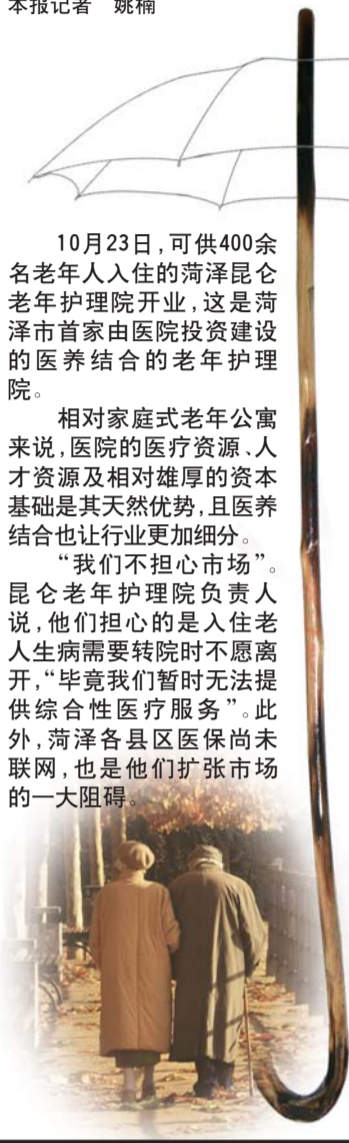 本报记者 姚楠
10月23日,可供400余
名老年人入住的菏泽昆仑
老年护理院开业,这是菏
泽市首家由医院投资建设
的医养结合的老年护理
院。
相对家庭式老年公寓
来说,医院的医疗资源、人
才资源及相对雄厚的资本
基础是其天然优势,且医养
结合也让行业更加细分。
“我们不担心市场”。
昆仑老年护理院负责人
说,他们担心的是入住老
人生病需要转院时不愿离
开,“毕竟我们暂时无法提
供综合性医疗服务”。此
外,菏泽各县区医保尚未
联网,也是他们扩张市场
的一大阻碍。